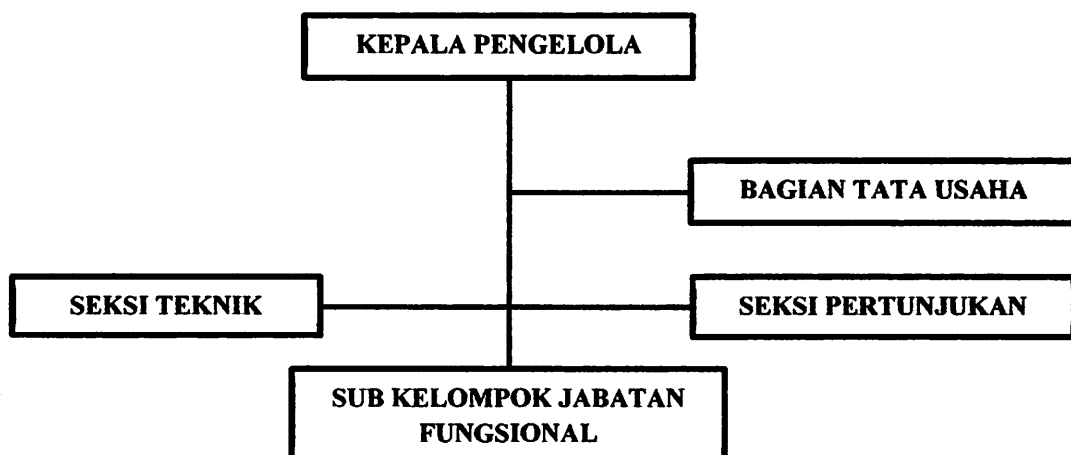 KEPALA PENGELOLA
BAGIAN TATA USAHA
SEKSI TEKNIK
SEKSI PERTUNJUKAN
SUB KELOMPOK JABATAN
FUNGSIONAL